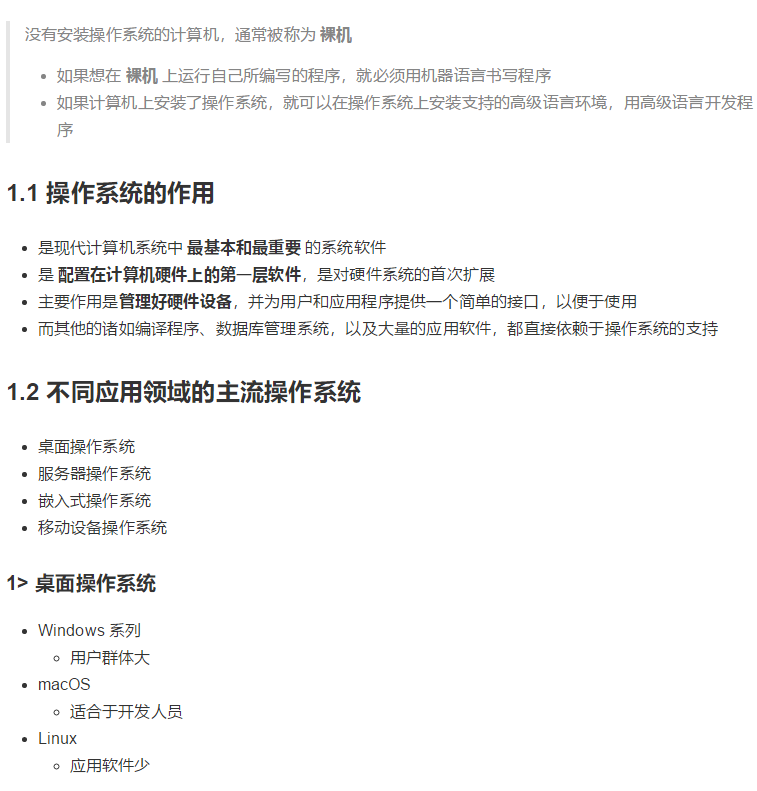 没有安装操作系统的计算机，通常被称为 裸机
如果想在 裸机 上运行自己所编写的程序，就必须用机器语言书写程序
如果计算机上安装了操作系统，就可以在操作系统上安装支持的高级语言环境，用高级语言开发程
序
1.1 操作系统的作用
是现代计算机系统中 最基本和最重要 的系统软件
是 配置在计算机硬件上的第一层软件，是对硬件系统的首次扩展
主要作用是管理好硬件设备，并为用户和应用程序提供一个简单的接口，以便于使用
而其他的诸如编译程序、数据库管理系统，以及大量的应用软件，都直接依赖于操作系统的支持
1.2 不同应用领域的主流操作系统
桌面操作系统
服务器操作系统
嵌入式操作系统
移动设备操作系统
1> 桌面操作系统
Windows 系列
用户群体大
macOS
适合于开发人员
Linux
应用软件少